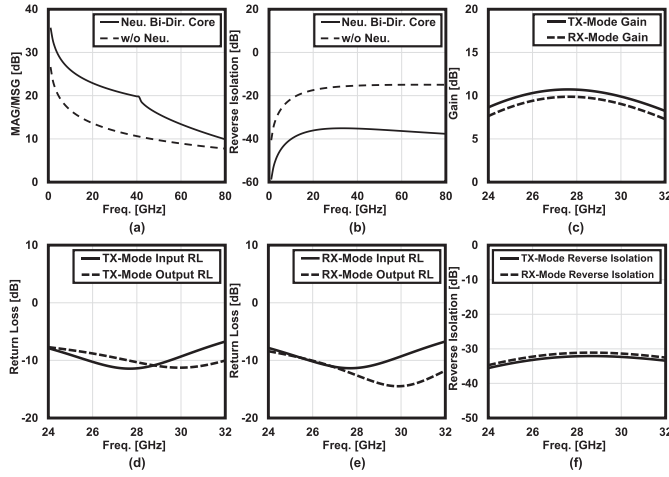 MAG/MSG [dB]
40
30
20
10
0
Neu. Bi-Dir. Core
w/o Neu.
0 20 40 60 80
Freq. [GHz]
(a)
Reverse Isolation [dB]
20
0
-20
-40
-60
Neu. Bi-Dir. Core
w/o Neu.
0 20 40 60 80
Freq. [GHz]
(b)
Gain [dB]
25
20
15
10
5
0
TX-Mode Gain
RX-Mode Gain
24 26 28 30 32
Freq. [GHz]
(c)
Return Loss [dB]
10
0
-10
-20
TX-Mode Input RL
TX-Mode Output RL
24 26 28 30 32
Freq. [GHz]
(d)
Return Loss [dB]
10
0
-10
-20
RX-Mode Input RL
RX-Mode Output RL
24 26 28 30 32
Freq. [GHz]
(e)
Reverse Isolation [dB]
0
-10
-20
-30
-40
-50
TX-Mode Reverse Isolation
RX-Mode Reverse Isolation
24 26 28 30 32
Freq. [GHz]
(f)